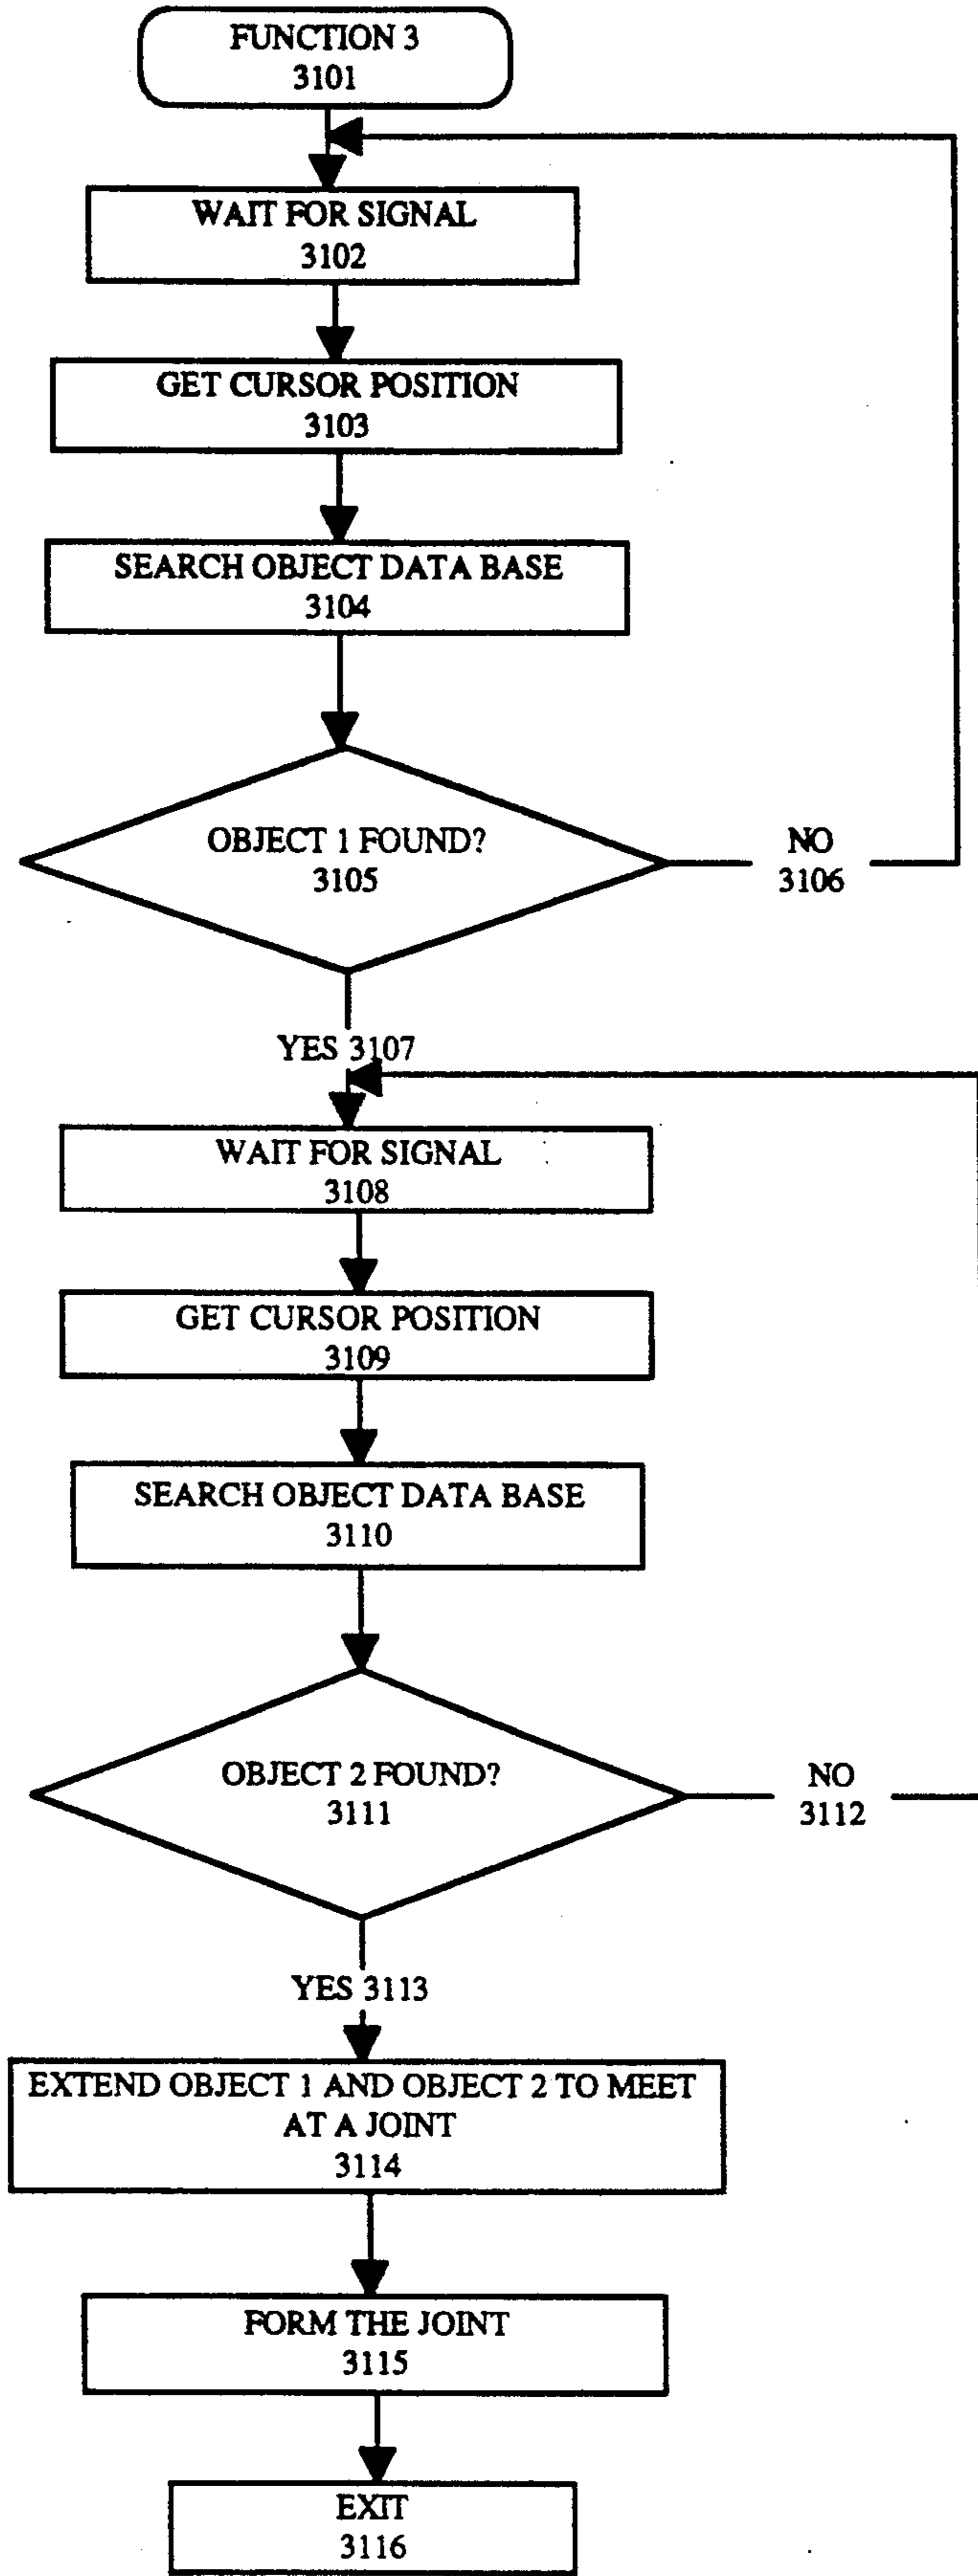 FUNCTION 3
3101
WAIT FOR SIGNAL
3102
GET CURSOR POSITION
3103
SEARCH OBJECT DATA BASE
3104
OBJECT 1 FOUND?
3105
NO
3106
YES 3107
WAIT FOR SIGNAL
3108
GET CURSOR POSITION
3109
SEARCH OBJECT DATA BASE
3110
OBJECT 2 FOUND?
3111
NO
3112
YES 3113
EXTEND OBJECT 1 AND OBJECT 2 TO MEET
AT A JOINT
3114
FORM THE JOINT
3115
EXIT
3116